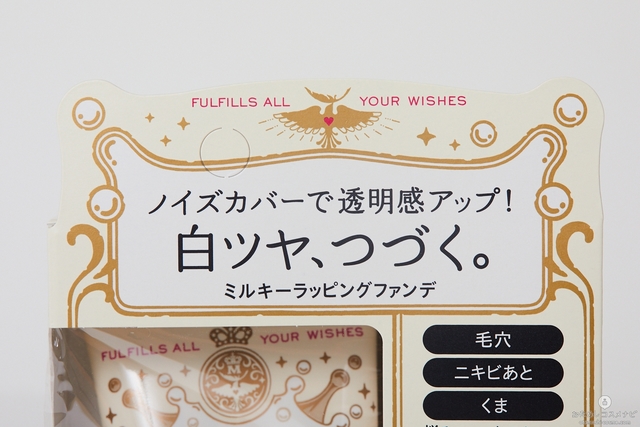 FULFILLS ALL YOUR WISHES
ノイズカバーで透明感アップ!
白ツヤ、つづく。
ミルキーラッピングファンデ
FULFILLS ALL YOUR WISHES
M
毛穴
ニキビあと
くま